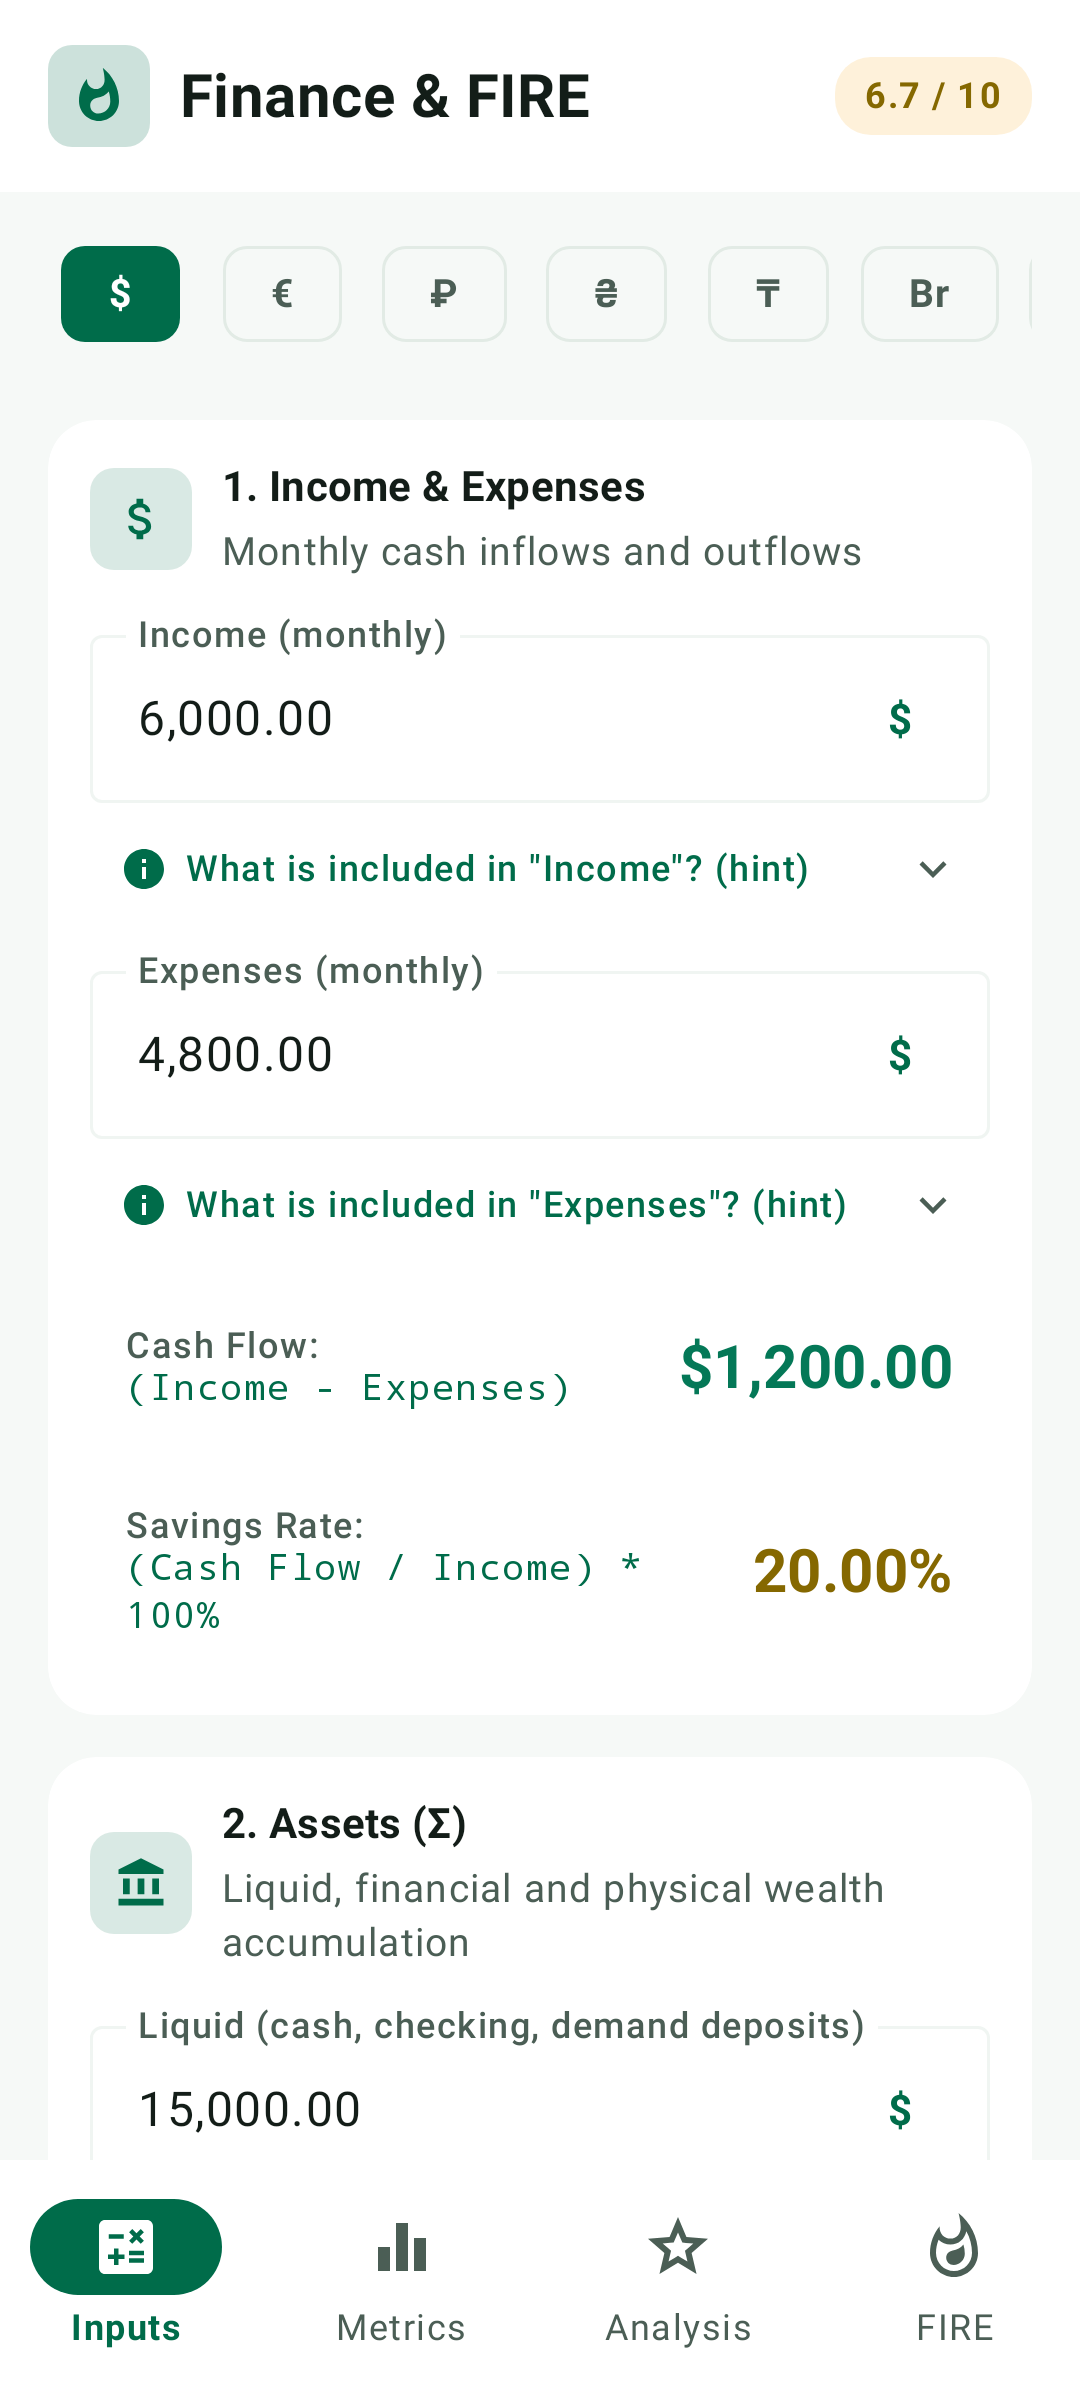 Finance & FIRE
6.7 / 10
$
€
₽
₴
₸
Br
$
1. Income & Expenses
Monthly cash inflows and outflows
Income (monthly)
6,000.00
$
What is included in "Income"? (hint)
Expenses (monthly)
4,800.00
$
What is included in "Expenses"? (hint)
Cash Flow:
(Income - Expenses)
$1,200.00
Savings Rate:
(Cash Flow / Income) *
100%
20.00%
2. Assets (Σ)
Liquid, financial and physical wealth
accumulation
Liquid (cash, checking, demand deposits)
15,000.00
$
Inputs
Metrics
Analysis
FIRE